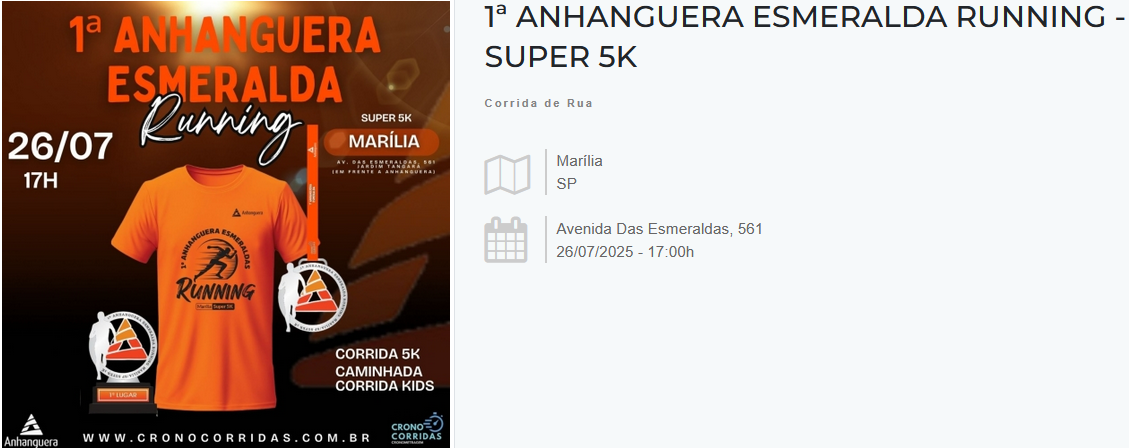 1ª ANHANGUERA
ESMERALDA
Running
26/07
17H
SUPER 5K
MARÍLIA
AV. DAS ESMERALDAS, 561
JARDIM TANGARÁ
(EM FRENTE A ANHANGUERA)
Anhanguera
1ª ANHANGUERA ESMERALDAS
RUNNING
Super 5K
1º LUGAR
CORRIDA 5K
CAMINHADA
CORRIDA KIDS
Anhanguera
WWW.CRONOCORRIDAS.COM.BR
CRONO
CORRIDAS
CRONOMETRAGEM
1ª ANHANGUERA ESMERALDA RUNNING -
SUPER 5K
Corrida de Rua
Marília
SP
Avenida Das Esmeraldas, 561
26/07/2025 - 17:00h